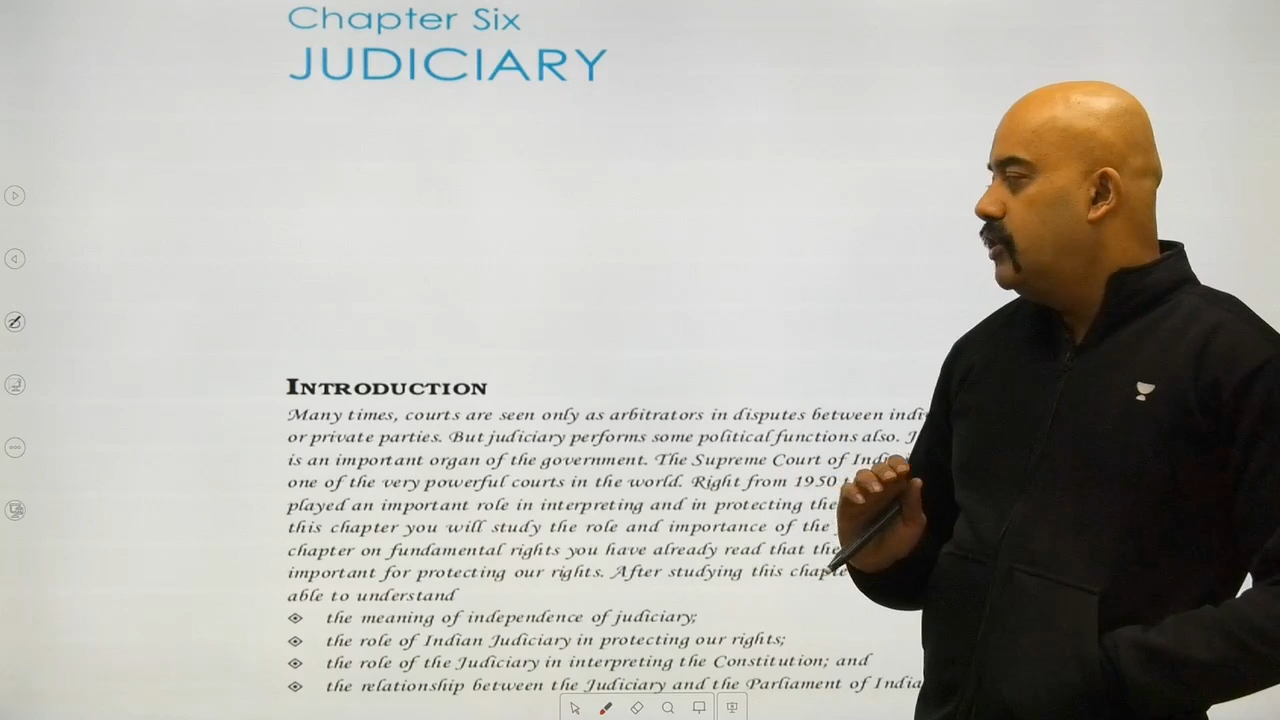 Chapter Six
JUDICIARY
INTRODUCTION
Many times, courts are seen only as arbitrators in disputes between
or private parties. But judiciary performs some political functions also.
is an important organ of the government. The Supreme Court of
one of the very powerful courts in the world. Right from 1950
played an important role in interpreting and in protecting the
this chapter you will study the role and importance of the
chapter on fundamental rights you have already read that the
important for protecting our rights. After studying this
able to understand
the meaning of independence of judiciary;
the role of Indian Judiciary in protecting our rights;
the role of the Judiciary in interpreting the Constitution; and
the relationship between the Judiciary and the Parliament of India